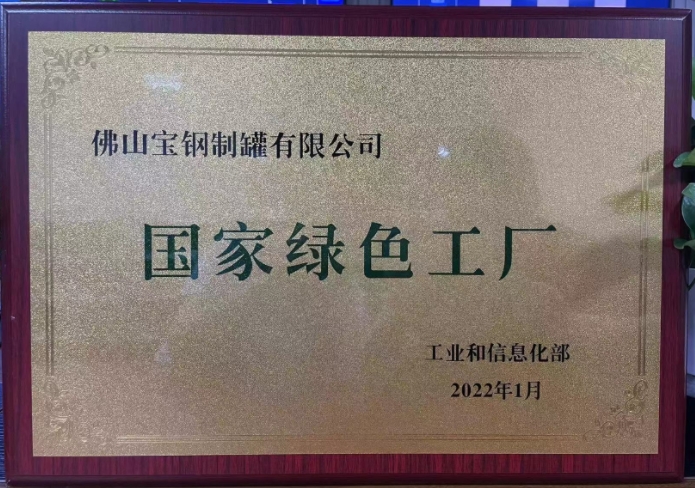 佛山宝钢制罐有限公司
国家绿色工厂
工业和信息化部
2022年1月